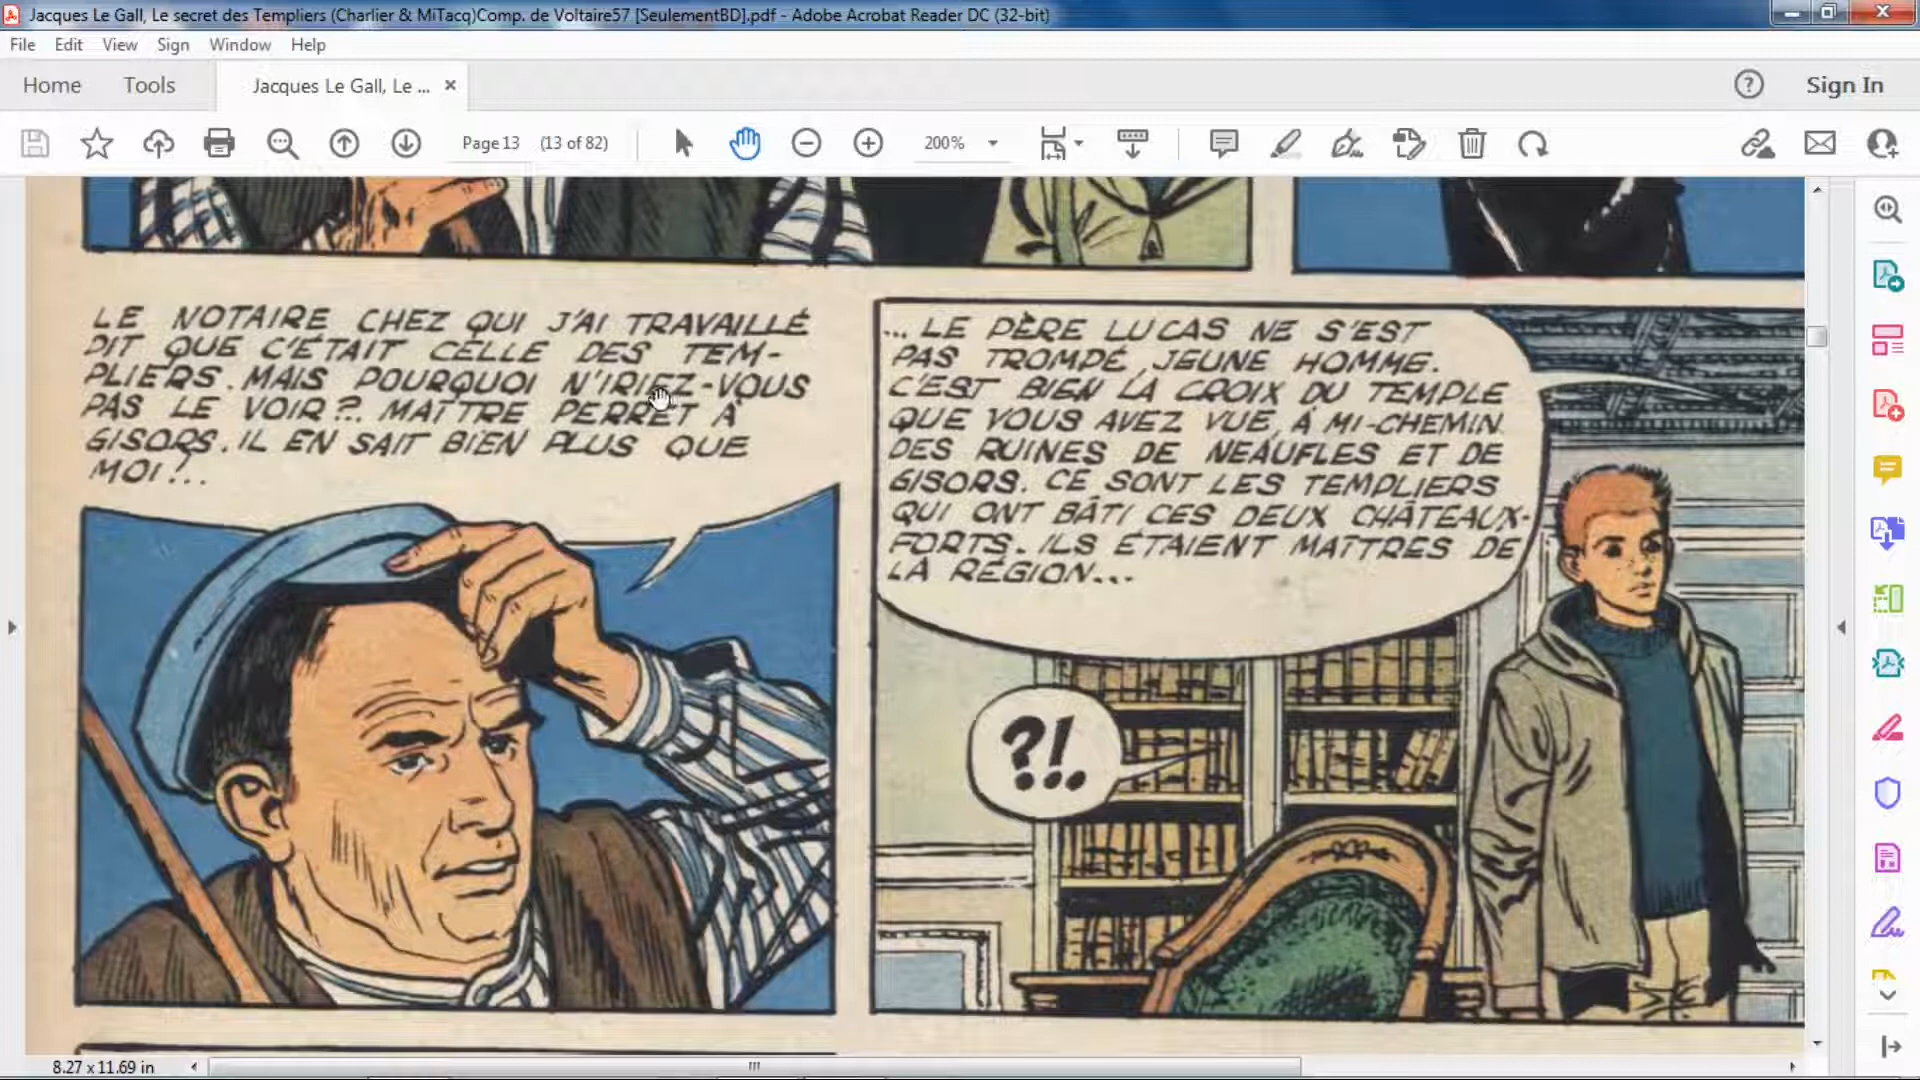 Jacques Le Gall, Le secret des Templiers (Charlier & MiTacq)Comp. de Voltaire57 [SeulementBD].pdf - Adobe Acrobat Reader DC (32-bit)
File Edit View Sign Window Help
Home Tools Jacques Le Gall, Le ... Sign In
Page 13 (13 of 82) 200%
LE NOTAIRE CHEZ QUI J'AI TRAVAILLÉ
DIT QUE C'ÉTAIT CELLE DES TEM-
PLIERS. MAIS POURQUOI N'IRIEZ-VOUS
PAS LE VOIR ?. MAÎTRE PERRET À
GISORS. IL EN SAIT BIEN PLUS QUE
MOI !...
... LE PÈRE LUCAS NE S'EST
PAS TROMPÉ, JEUNE HOMME.
C'EST BIEN LA CROIX DU TEMPLE
QUE VOUS AVEZ VUE, À MI-CHEMIN
DES RUINES DE NEAUFLES ET DE
GISORS. CE SONT LES TEMPLIERS
QUI ONT BÂTI CES DEUX CHÂTEAUX-
FORTS. ILS ÉTAIENT MAÎTRES DE
LA RÉGION...
?!..
8.27 x 11.69 in